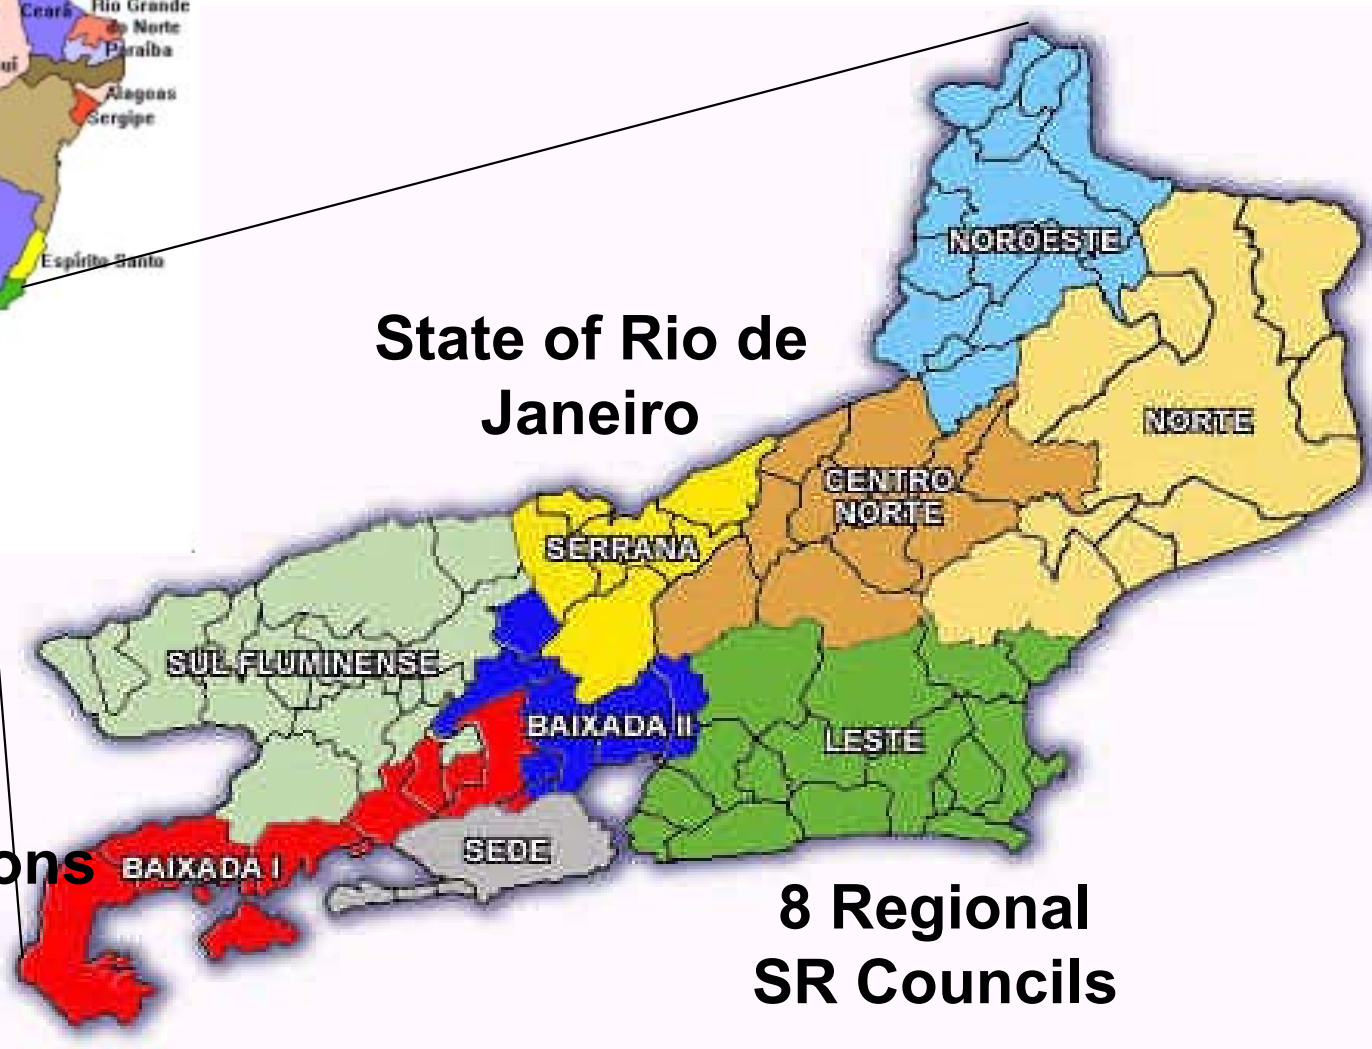 Ceará
Rio Grande
do Norte
Paraíba
Alagoas
Sergipe
Espírito Santo
NOROESTE
State of Rio de
Janeiro
NORTE
CENTRO
NORTE
SERRANA
SUL FLUMINENSE
BAIXADA II
LESTE
SEDE
ons
BAIXADA I
8 Regional
SR Councils